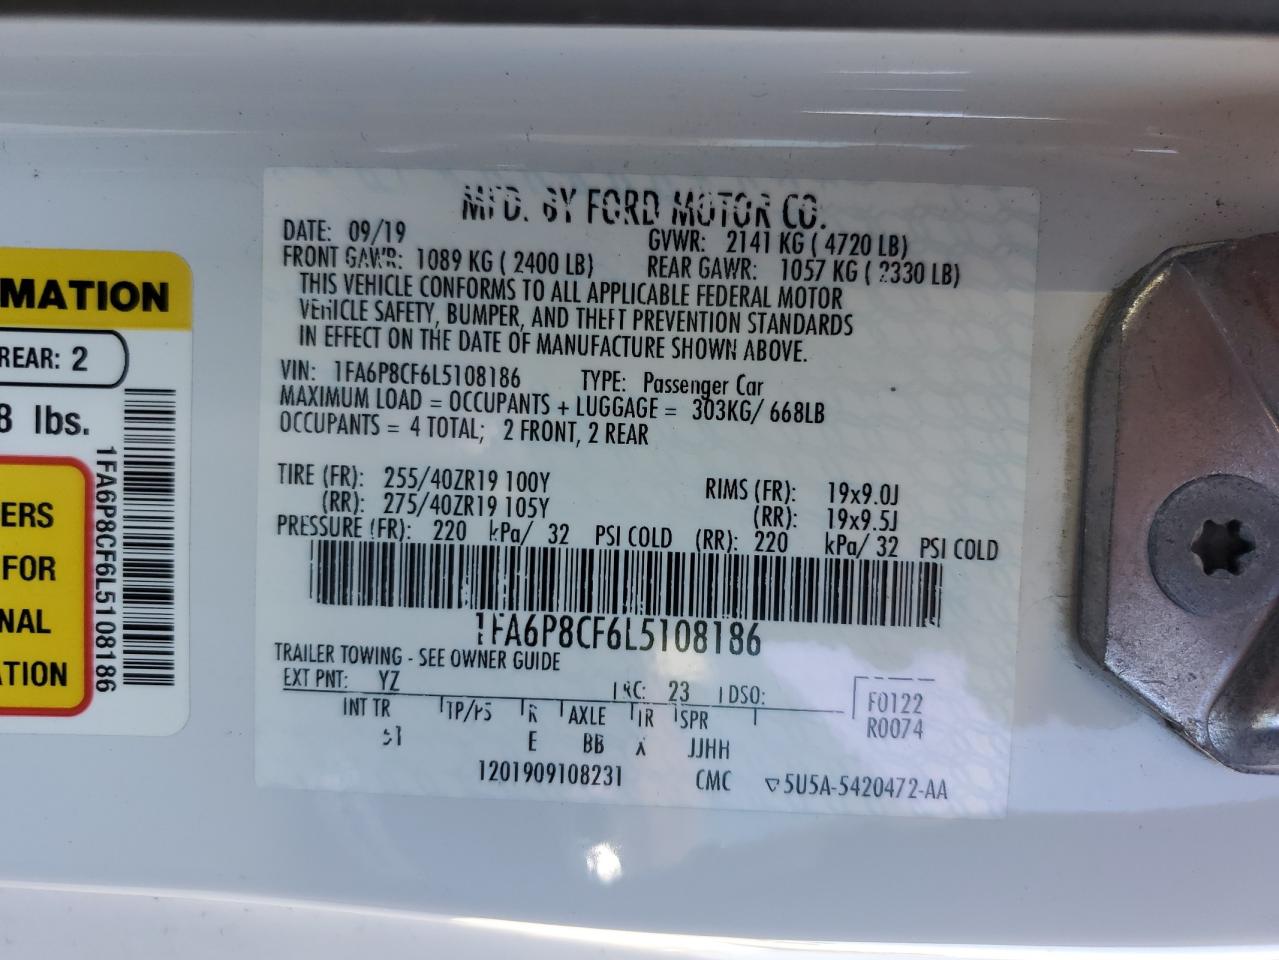 MFD. BY FORD MOTOR CO.
DATE: 09/19 GVWR: 2141 KG ( 4720 LB)
FRONT GAWR: 1089 KG ( 2400 LB) REAR GAWR: 1057 KG ( 2330 LB)
THIS VEHICLE CONFORMS TO ALL APPLICABLE FEDERAL MOTOR
VEHICLE SAFETY, BUMPER, AND THEFT PREVENTION STANDARDS
IN EFFECT ON THE DATE OF MANUFACTURE SHOWN ABOVE.
VIN: 1FA6P8CF6L5108186 TYPE: Passenger Car
MAXIMUM LOAD = OCCUPANTS + LUGGAGE = 303KG/ 668LB
OCCUPANTS = 4 TOTAL; 2 FRONT, 2 REAR
TIRE (FR): 255/40ZR19 100Y RIMS (FR): 19x9.0J
(RR): 275/40ZR19 105Y (RR): 19x9.5J
PRESSURE (FR): 220 kPa/ 32 PSI COLD (RR): 220 kPa/ 32 PSI COLD
1FA6P8CF6L5108186
TRAILER TOWING - SEE OWNER GUIDE
EXT PNT: YZ RC: 23 DSO: F0122
INT TR TP/PS R AXLE TR SPR R0074
E BB X JJHH
1201909108231 CMC ▽5U5A-5420472-AA
MATION
REAR: 2
8 lbs.
ERS
FOR
NAL
ATION
1FA6P8CF6L5108186